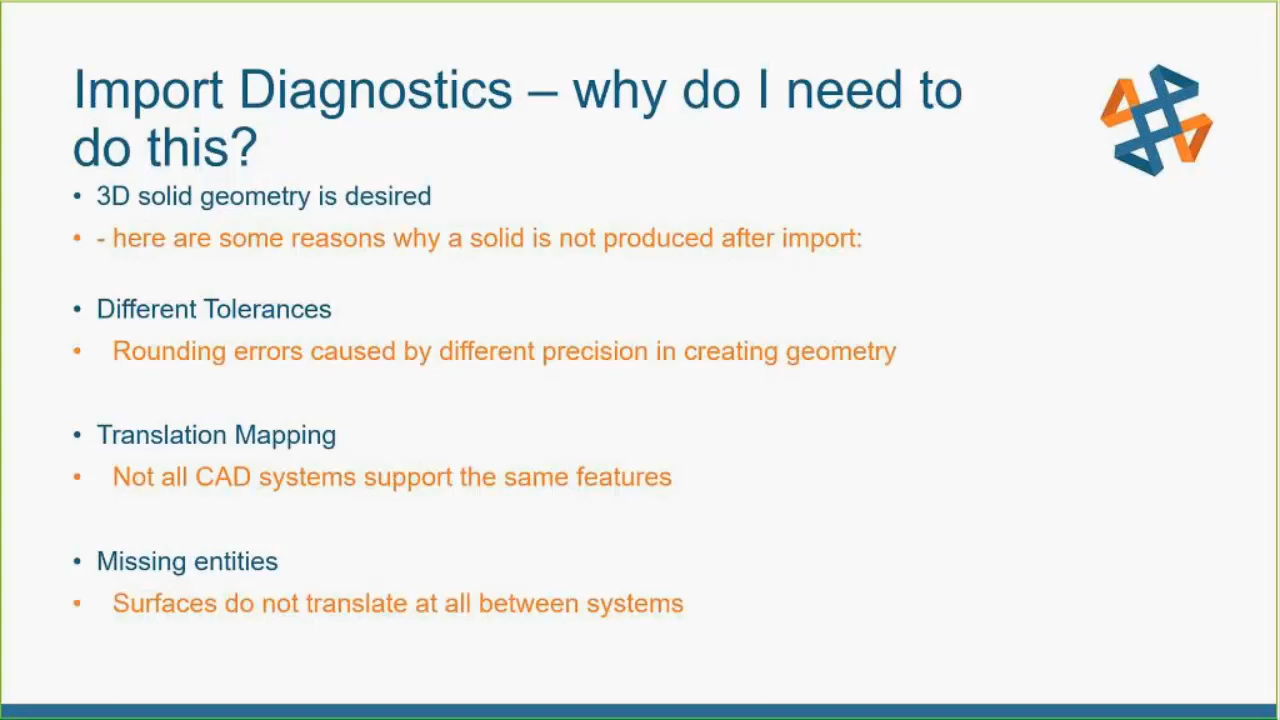 Import Diagnostics – why do I need to
do this?
• 3D solid geometry is desired
• - here are some reasons why a solid is not produced after import:
• Different Tolerances
• Rounding errors caused by different precision in creating geometry
• Translation Mapping
• Not all CAD systems support the same features
• Missing entities
• Surfaces do not translate at all between systems